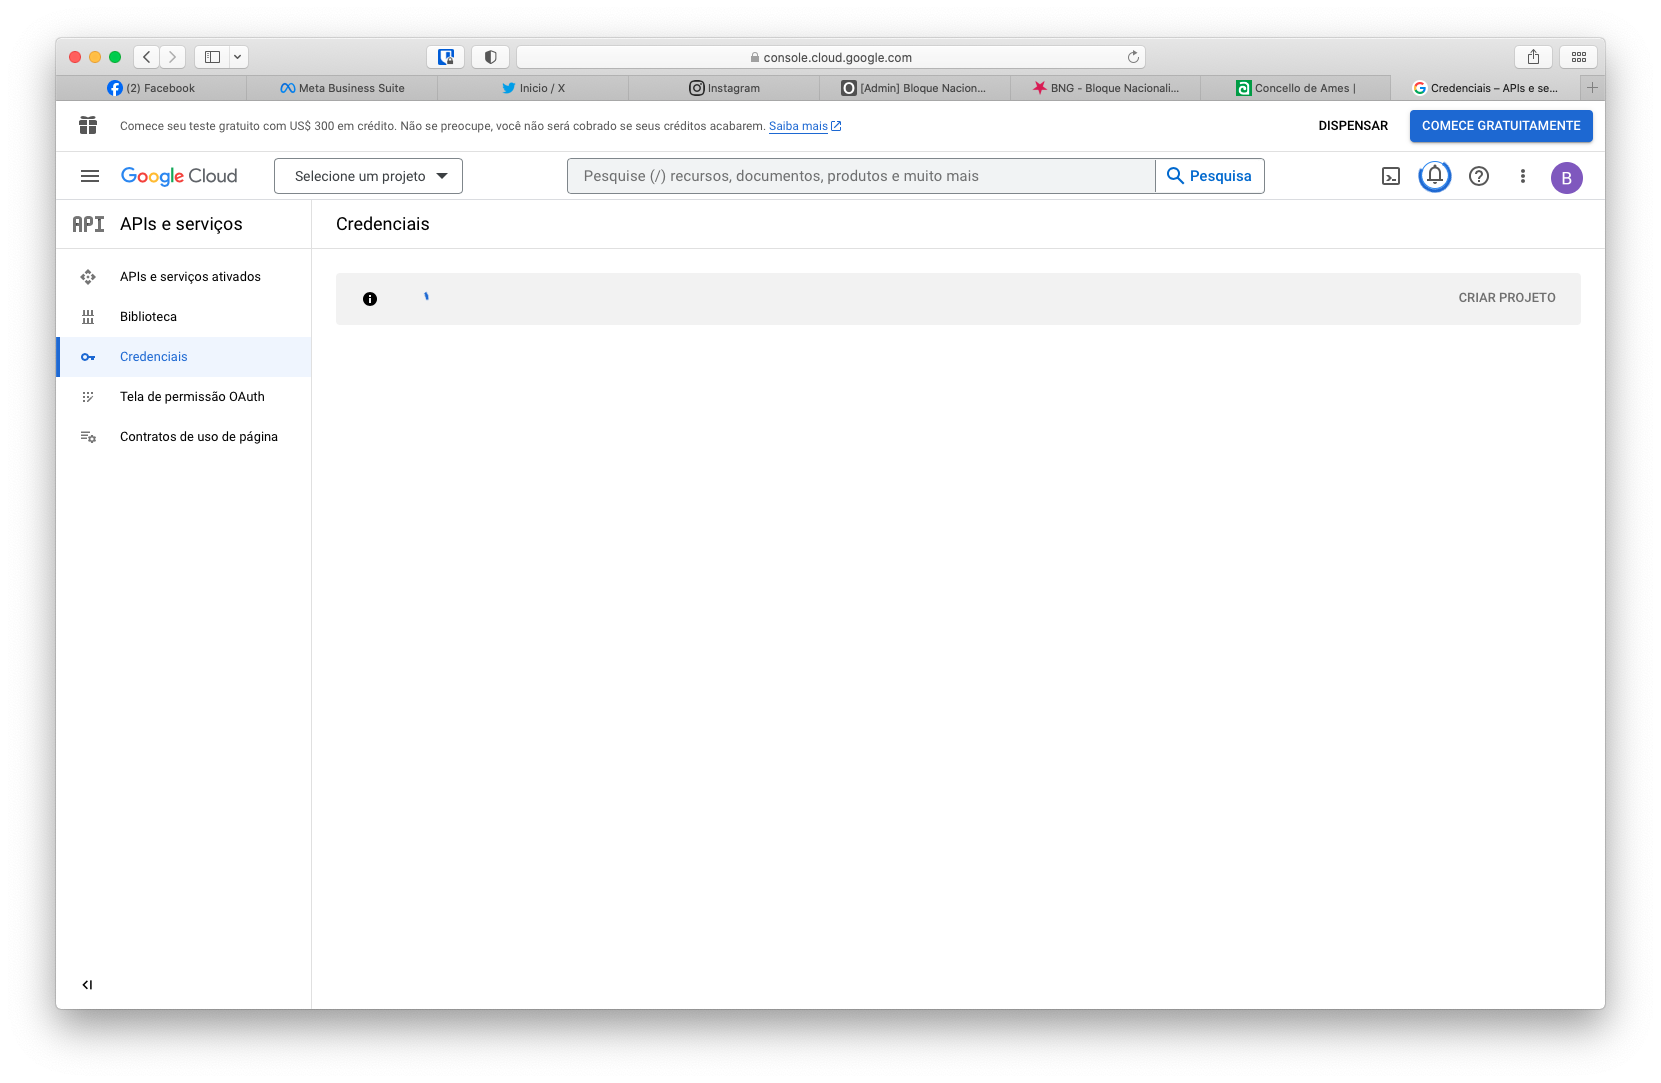 console.cloud.google.com
(2) Facebook
Meta Business Suite
Inicio / X
Instagram
[Admin] Bloque Nacion...
BNG - Bloque Nacionali...
Concello de Ames |
Credenciais – APIs e se...
Comece seu teste gratuito com US$ 300 em crédito. Não se preocupe, você não será cobrado se seus créditos acabarem. Saiba mais
DISPENSAR
COMECE GRATUITAMENTE
Google Cloud
Selecione um projeto
Pesquise (/) recursos, documentos, produtos e muito mais
Pesquisa
B
API
APIs e serviços
Credenciais
APIs e serviços ativados
Biblioteca
Credenciais
Tela de permissão OAuth
Contratos de uso de página
CRIAR PROJETO